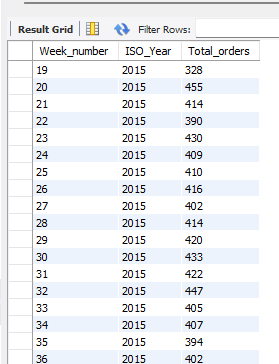 Result Grid Filter Rows:
Week_number ISO_Year Total_orders
19 2015 328
20 2015 455
21 2015 414
22 2015 390
23 2015 430
24 2015 409
25 2015 410
26 2015 416
27 2015 402
28 2015 414
29 2015 420
30 2015 433
31 2015 422
32 2015 447
33 2015 405
34 2015 407
35 2015 394
36 2015 402